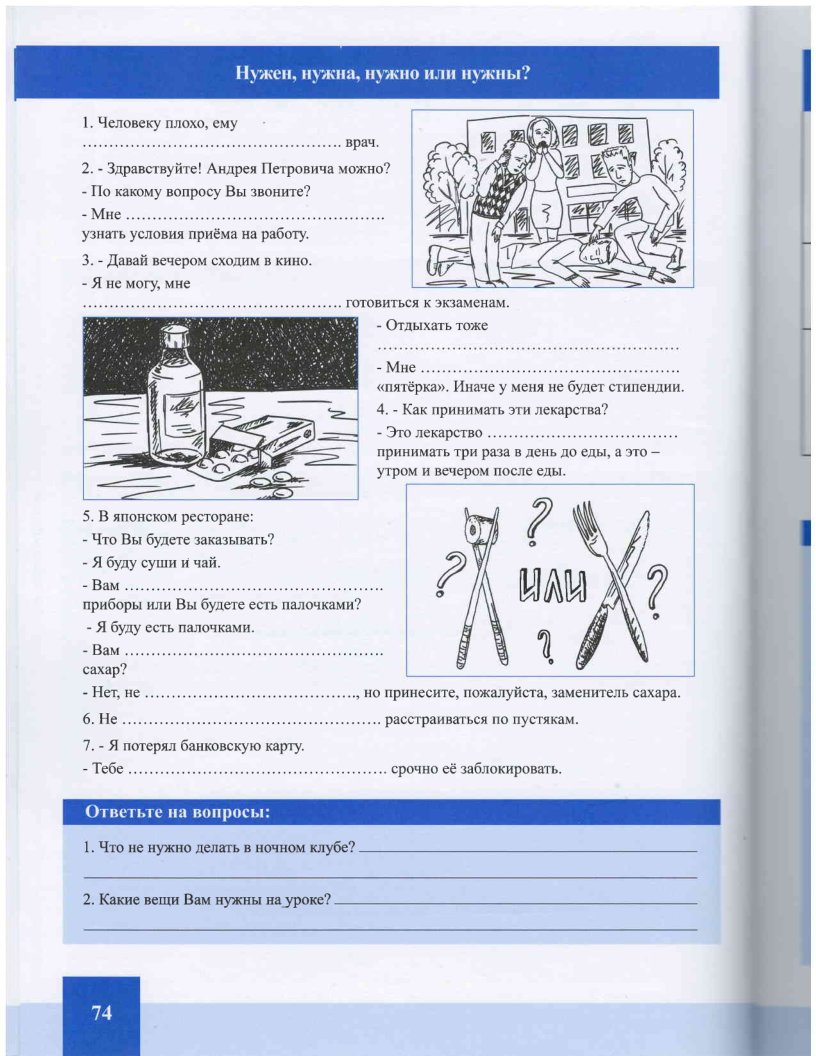 Нужен, нужна, нужно или нужны?
1. Человеку плохо, ему
........................................... врач.
2. - Здравствуйте! Андрея Петровича можно?
- По какому вопросу Вы звоните?
- Мне ...........................................
узнать условия приёма на работу.
3. - Давай вечером сходим в кино.
- Я не могу, мне
........................................... готовиться к экзаменам.
- Отдыхать тоже
..................................................
- Мне ...........................................
«пятёрка». Иначе у меня не будет стипендии.
4. - Как принимать эти лекарства?
- Это лекарство ................................
принимать три раза в день до еды, а это –
утром и вечером после еды.
5. В японском ресторане:
- Что Вы будете заказывать?
- Я буду суши и чай.
- Вам ...........................................
приборы или Вы будете есть палочками?
- Я буду есть палочками.
- Вам ...........................................
сахар?
- Нет, не ..................................., но принесите, пожалуйста, заменитель сахара.
? ? ИЛИ ? ?
6. Не ........................................... расстраиваться по пустякам.
7. - Я потерял банковскую карту.
- Тебе ........................................... срочно её заблокировать.
Ответьте на вопросы:
1. Что не нужно делать в ночном клубе? ____________________
____________________
2. Какие вещи Вам нужны на уроке? ____________________
____________________
74